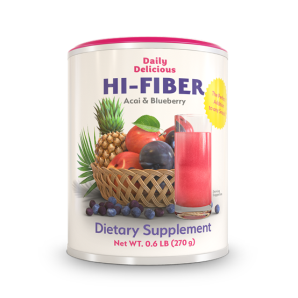 Daily
Delicious
HI-FIBER
Acai & Blueberry
Dietary Supplement
Net WT. 0.6 LB (270 g)